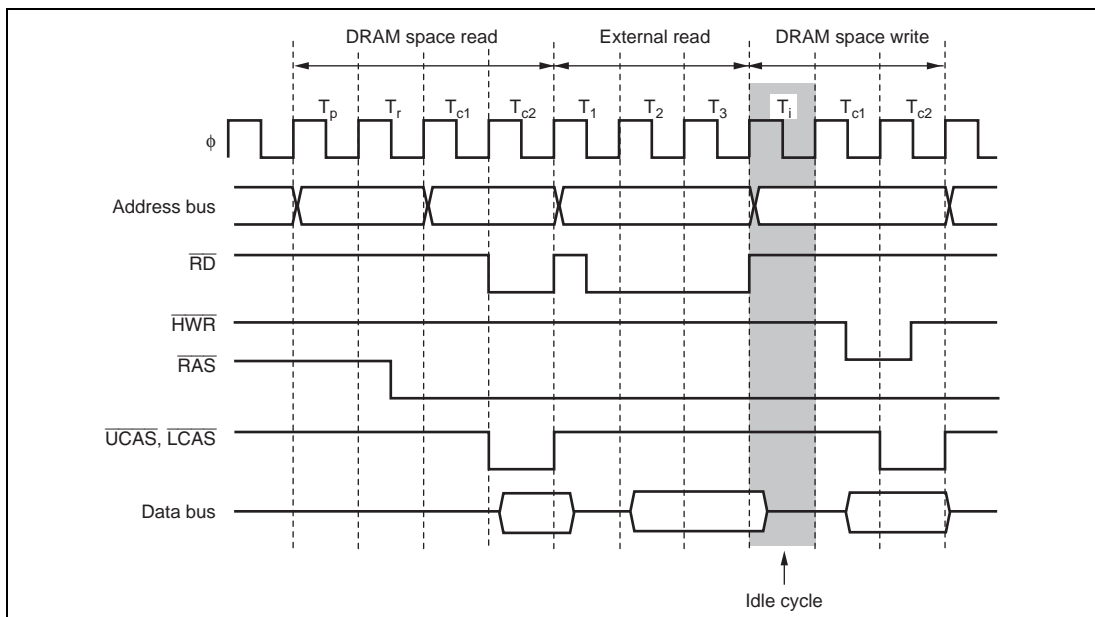 DRAM space read External read DRAM space write
Tp Tr Tc1 Tc2 T1 T2 T3 Ti Tc1 Tc2
ϕ
Address bus
RD
HWR
RAS
UCAS, LCAS
Data bus
Idle cycle